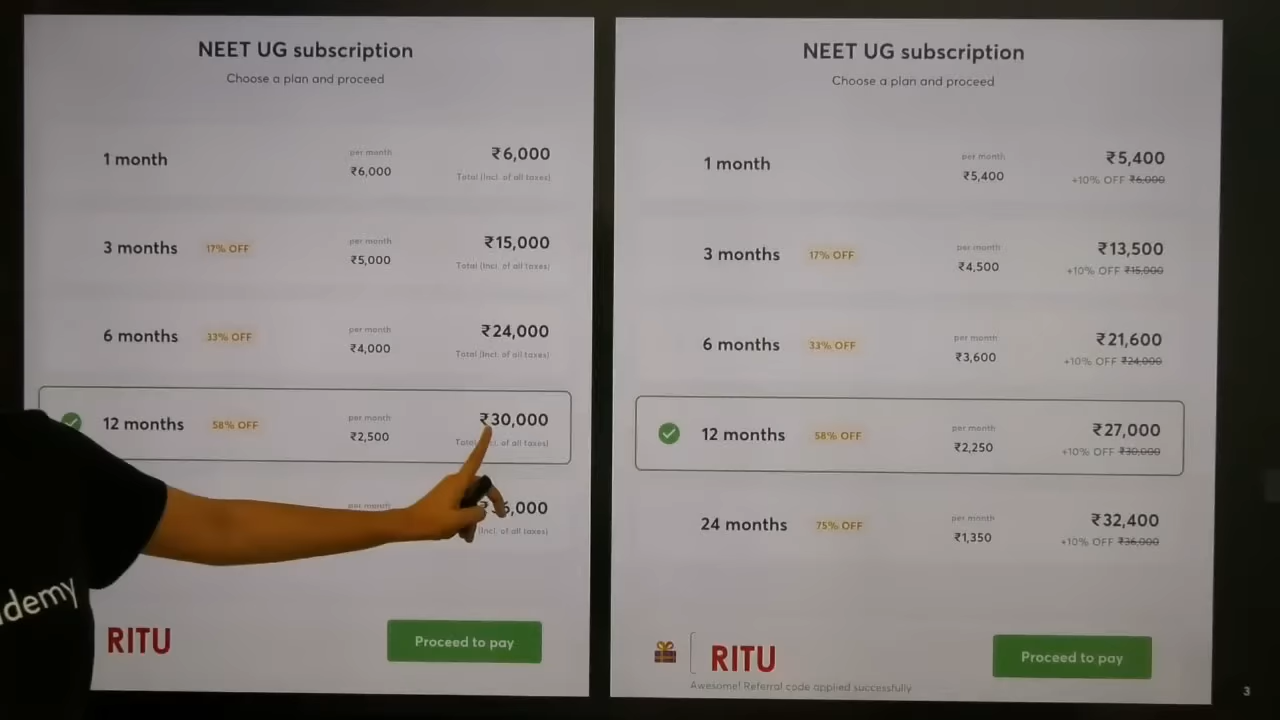 NEET UG subscription
Choose a plan and proceed
1 month
per month
₹6,000
₹6,000
Total (Incl. of all taxes)
3 months
17% OFF
per month
₹5,000
₹15,000
Total (Incl. of all taxes)
6 months
33% OFF
per month
₹4,000
₹24,000
Total (Incl. of all taxes)
12 months
58% OFF
per month
₹2,500
₹30,000
Total
of all taxes)
per month
(Incl. of all taxes)
RITU
Proceed to pay
NEET UG subscription
Choose a plan and proceed
1 month
per month
₹5,400
₹5,400
+10% OFF ₹6,000
3 months
17% OFF
per month
₹4,500
₹13,500
+10% OFF ₹15,000
6 months
33% OFF
per month
₹3,600
₹21,600
+10% OFF ₹24,000
12 months
58% OFF
per month
₹2,250
₹27,000
+10% OFF ₹30,000
24 months
75% OFF
per month
₹1,350
₹32,400
+10% OFF ₹36,000
RITU
Awesome! Referral code applied successfully
Proceed to pay
demy
3